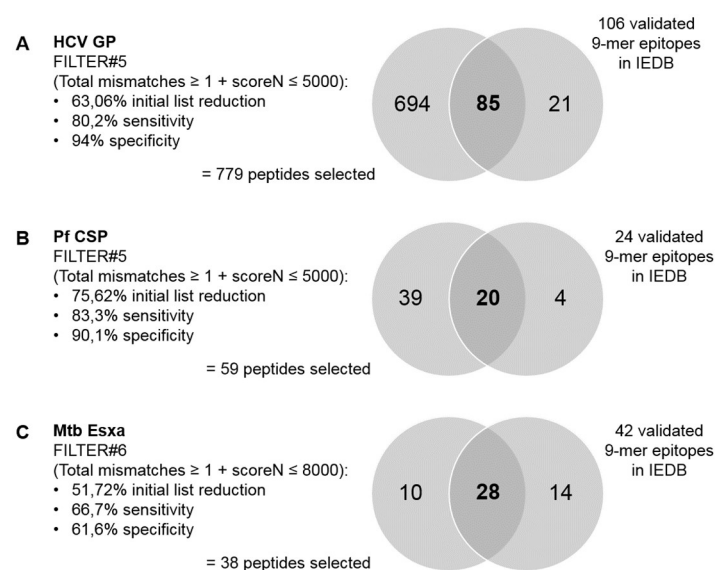 A
HCV GP
FILTER#5
(Total mismatches ≥ 1 + scoreN ≤ 5000):
• 63,06% initial list reduction
• 80,2% sensitivity
• 94% specificity
= 779 peptides selected
694
85
21
106 validated
9-mer epitopes
in IEDB
B
Pf CSP
FILTER#5
(Total mismatches ≥ 1 + scoreN ≤ 5000):
• 75,62% initial list reduction
• 83,3% sensitivity
• 90,1% specificity
= 59 peptides selected
39
20
4
24 validated
9-mer epitopes
in IEDB
C
Mtb Esxa
FILTER#6
(Total mismatches ≥ 1 + scoreN ≤ 8000):
• 51,72% initial list reduction
• 66,7% sensitivity
• 61,6% specificity
= 38 peptides selected
10
28
14
42 validated
9-mer epitopes
in IEDB